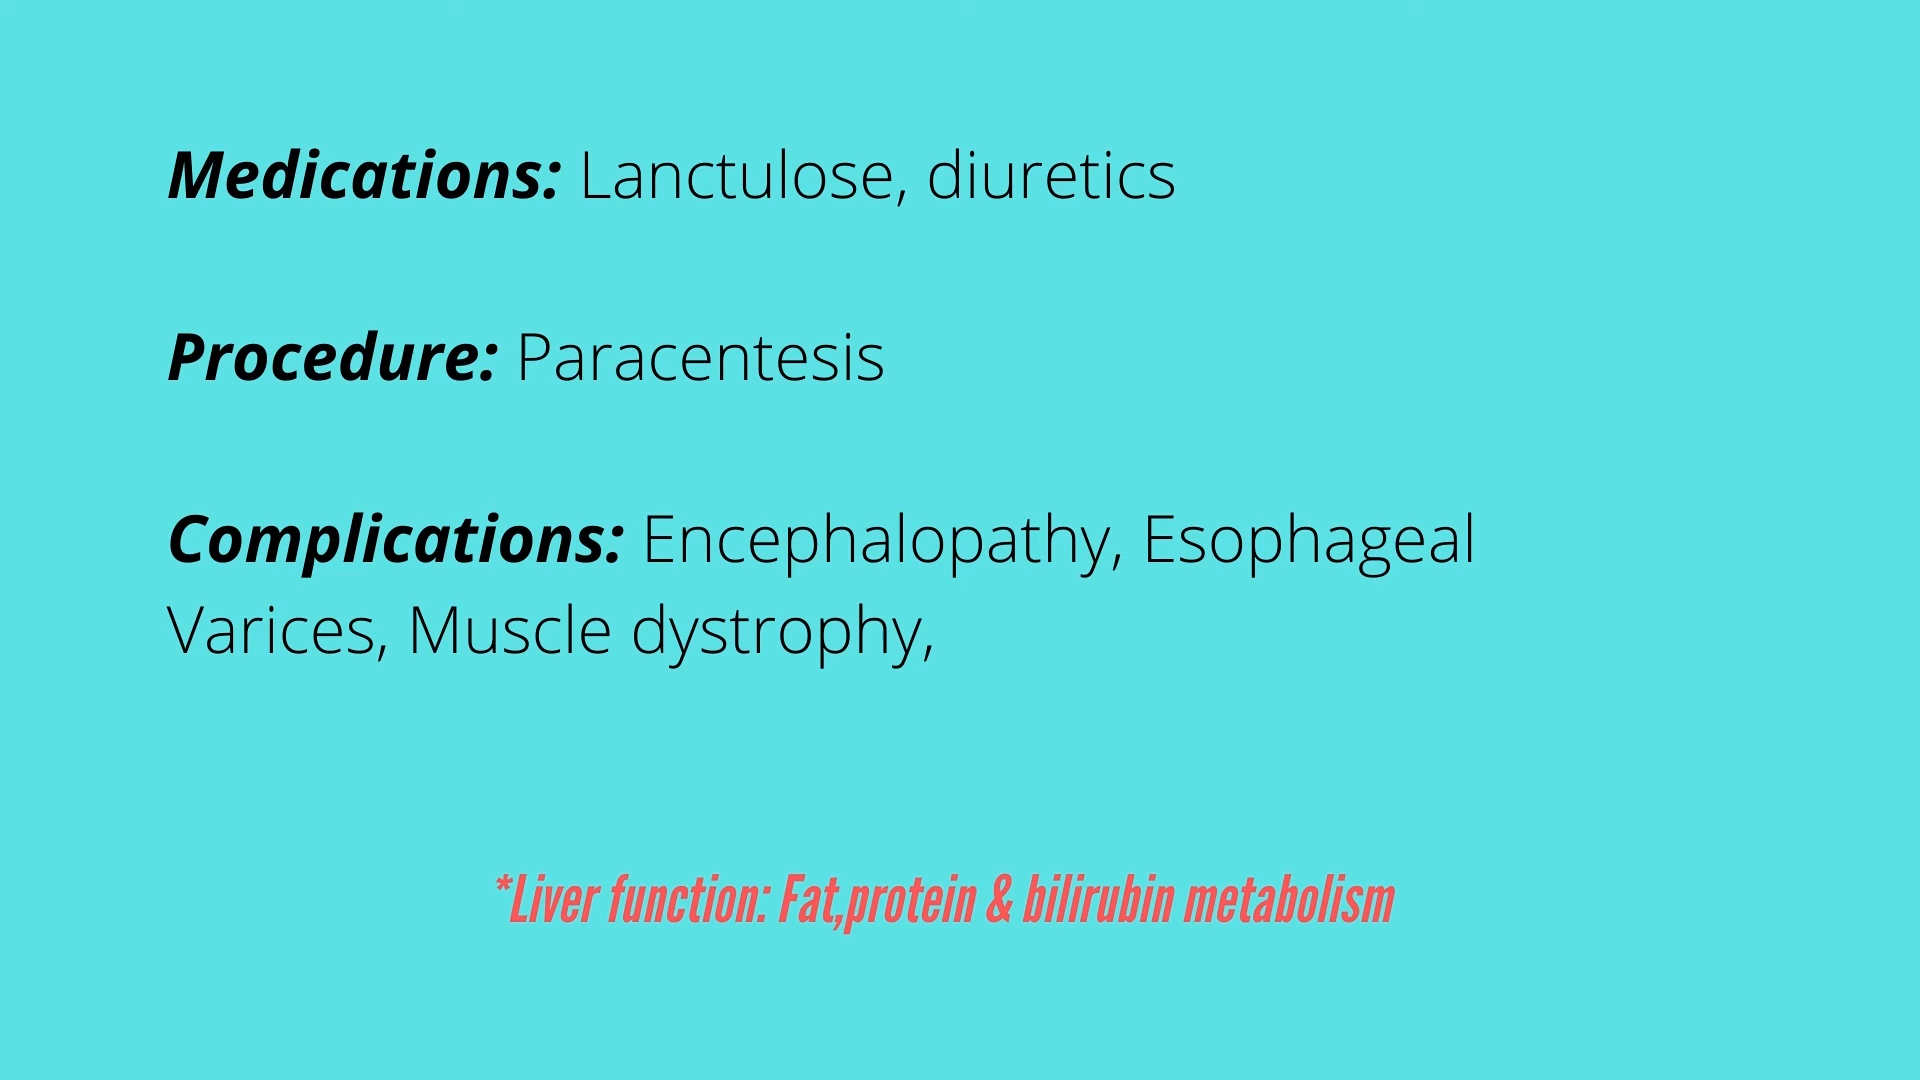 Medications: Lanctulose, diuretics
Procedure: Paracentesis
Complications: Encephalopathy, Esophageal
Varices, Muscle dystrophy,
*Liver function: Fat,protein & bilirubin metabolism